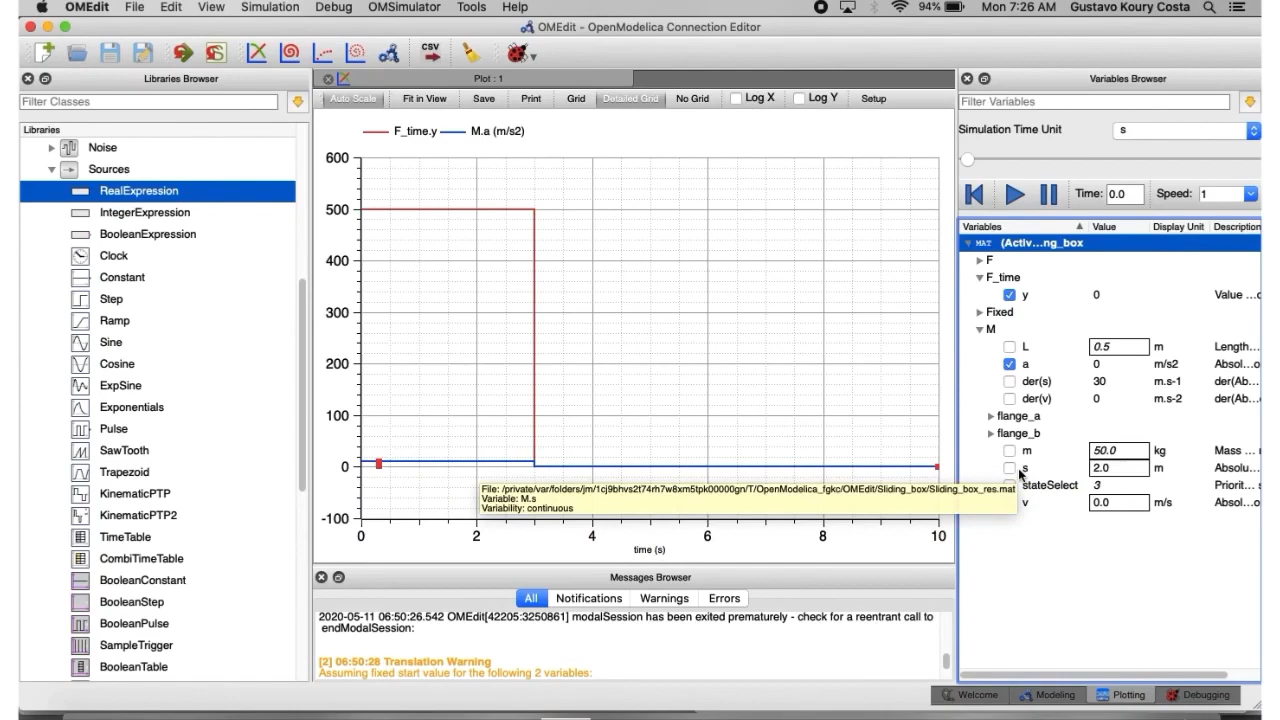 OMEdit File Edit View Simulation Debug OMSimulator Tools Help 94% Mon 7:26 AM Gustavo Koury Costa
OMEdit - OpenModelica Connection Editor
CSV
Libraries Browser
Filter Classes
Libraries
Noise
Sources
RealExpression
IntegerExpression
BooleanExpression
Clock
Constant
Step
Ramp
Sine
Cosine
ExpSine
Exponentials
Pulse
SawTooth
Trapezoid
KinematicPTP
KinematicPTP2
TimeTable
CombiTimeTable
BooleanConstant
BooleanStep
BooleanPulse
SampleTrigger
BooleanTable
Plot : 1
Auto Scale Fit in View Save Print Grid Detailed Grid No Grid Log X Log Y Setup
F_time.y M.a (m/s2)
600
500
400
300
200
100
0
-100
0 2 4 6 8 10
time (s)
File: /private/var/folders/jm/1cj9bhvs2t74rh7w8xm5tpk00000gn/T/OpenModelica_fgkc/OMEdit/Sliding_box/Sliding_box_res.mat
Variable: M.s
Variability: continuous
Messages Browser
All Notifications Warnings Errors
2020-05-11 06:50:26.542 OMEdit[42205:3250861] modalSession has been exited prematurely - check for a reentrant call to
endModalSession:
[2] 06:50:28 Translation Warning
Assuming fixed start value for the following 2 variables:
Variables Browser
Filter Variables
Simulation Time Unit s
Time: 0.0 Speed: 1
Variables Value Display Unit Description
MAT (Activ...ng_box
F
F_time
y 0 Value ...
Fixed
M
L 0.5 m Length...
a 0 m/s2 Absol...o
der(s) 30 m.s-1 der(Ab...
der(v) 0 m.s-2 der(Ab...
flange_a
flange_b
m 50.0 kg Mass ...
s 2.0 m Absolu...
stateSelect 3 Priorit...
v 0.0 m/s Absol...o
Welcome Modeling Plotting Debugging